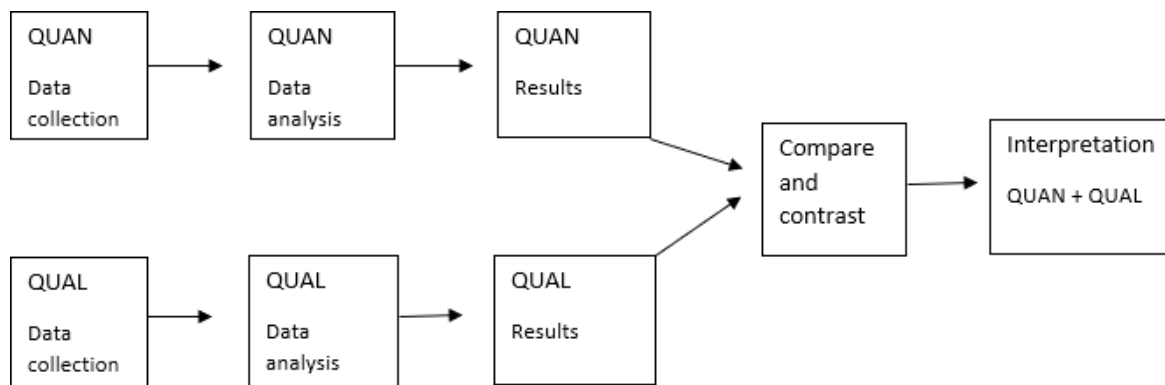 QUAN
Data
collection
QUAN
Data
analysis
QUAN
Results
Compare
and
contrast
Interpretation
QUAN + QUAL
QUAL
Data
collection
QUAL
Data
analysis
QUAL
Results